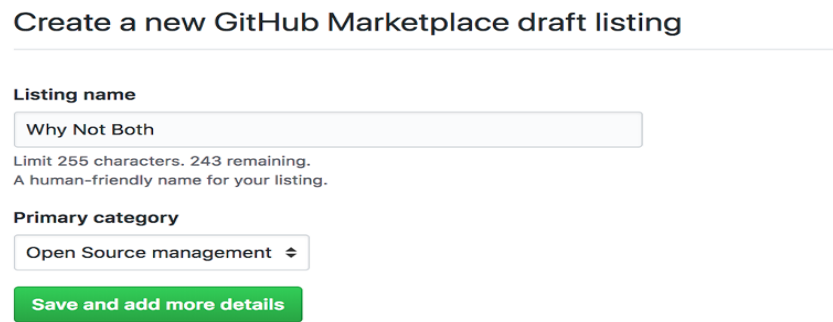 Create a new GitHub Marketplace draft listing
Listing name
Why Not Both
Limit 255 characters. 243 remaining.
A human-friendly name for your listing.
Primary category
Open Source management
Save and add more details